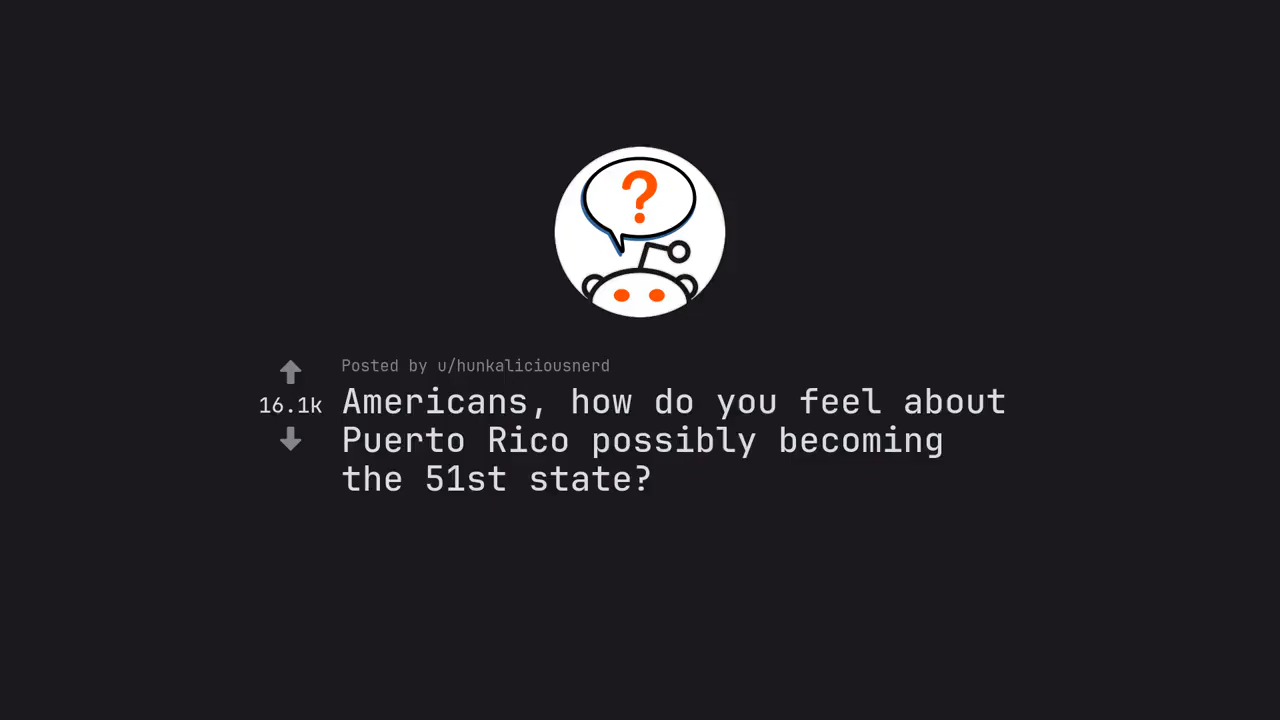 ?
Posted by u/hunkaliciousnerd
16.1k
Americans, how do you feel about
Puerto Rico possibly becoming
the 51st state?